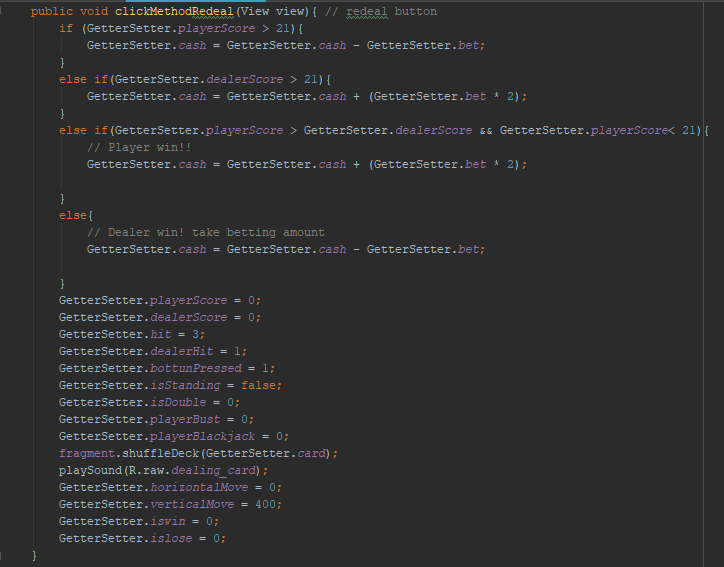 public void clickMethodRedeal(View view){ // redeal button
if (GetterSetter.playerScore > 21){
GetterSetter.cash = GetterSetter.cash - GetterSetter.bet;
}
else if(GetterSetter.dealerScore > 21){
GetterSetter.cash = GetterSetter.cash + (GetterSetter.bet * 2);
}
else if(GetterSetter.playerScore > GetterSetter.dealerScore && GetterSetter.playerScore< 21){
// Player win!!
GetterSetter.cash = GetterSetter.cash + (GetterSetter.bet * 2);
}
else{
// Dealer win! take betting amount
GetterSetter.cash = GetterSetter.cash - GetterSetter.bet;
}
GetterSetter.playerScore = 0;
GetterSetter.dealerScore = 0;
GetterSetter.hit = 3;
GetterSetter.dealerHit = 1;
GetterSetter.bottunPressed = 1;
GetterSetter.isStanding = false;
GetterSetter.isDouble = 0;
GetterSetter.playerBust = 0;
GetterSetter.playerBlackjack = 0;
fragment.shuffleDeck(GetterSetter.card);
playSound(R.raw.dealing_card);
GetterSetter.horizontalMove = 0;
GetterSetter.verticalMove = 400;
GetterSetter.iswin = 0;
GetterSetter.islose = 0;
}